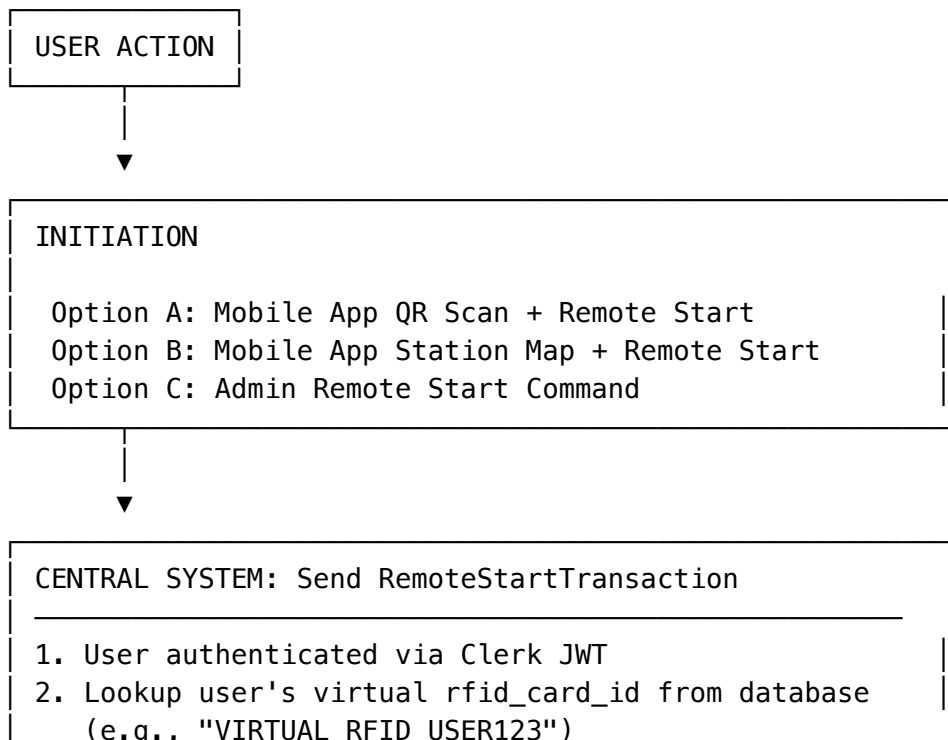 USER ACTION
INITIATION
Option A: Mobile App QR Scan + Remote Start
Option B: Mobile App Station Map + Remote Start
Option C: Admin Remote Start Command
CENTRAL SYSTEM: Send RemoteStartTransaction
1. User authenticated via Clerk JWT
2. Lookup user's virtual rfid_card_id from database
(e.g., "VIRTUAL_RFID_USER123")